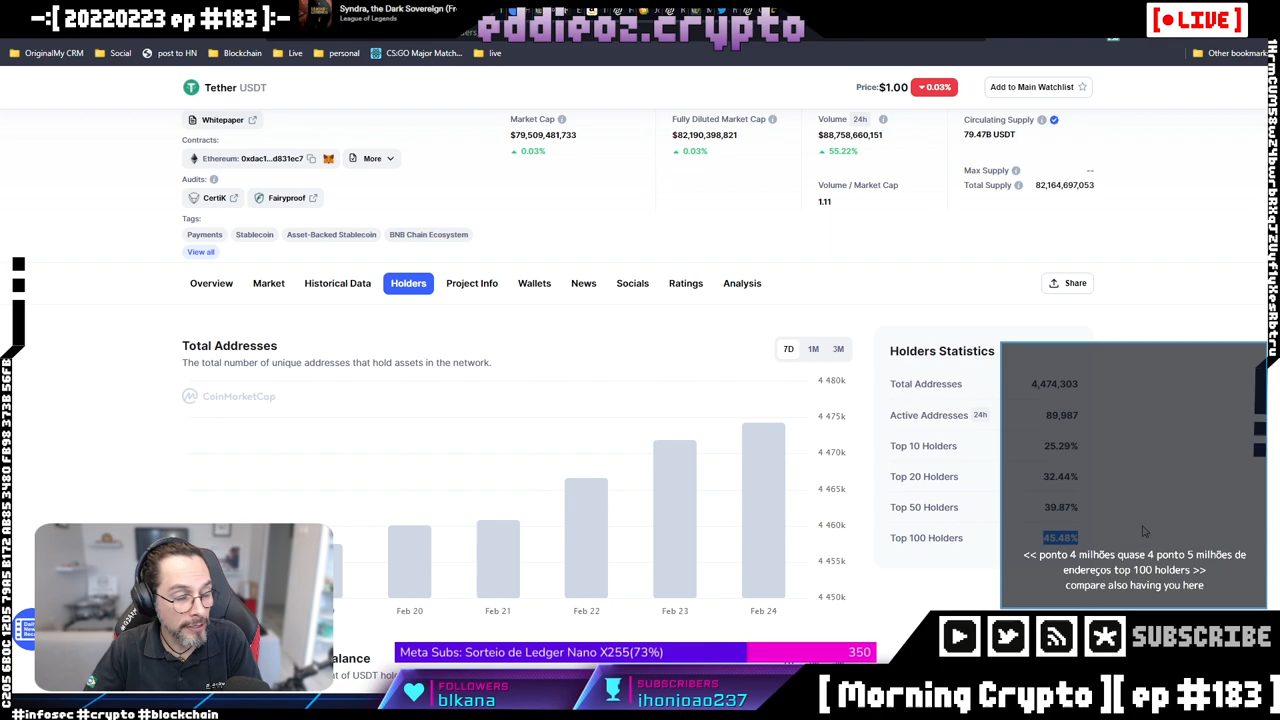 -:[ 20220223 ep #183 ]:-
Syndra, the Dark Sovereign (Fr
League of Legends
eddieoz.crypto
[●LIVE]
OriginalMy CRM
Social
post to HN
Blockchain
Live
personal
CS:GO Major Match...
live
Other bookmark
Tether USDT
Price:$1.00
0.03%
Add to Main Watchlist
Whitepaper
Contracts:
Ethereum: 0xdac1...d831ec7
More
Audits:
CertiK
Fairyproof
Tags:
Payments
Stablecoin
Asset-Backed Stablecoin
BNB Chain Ecosystem
View all
Market Cap
$79,509,481,733
0.03%
Fully Diluted Market Cap
$82,190,398,821
0.03%
Volume 24h
$88,758,660,151
55.22%
Volume / Market Cap
1.11
Circulating Supply
79.47B USDT
Max Supply --
Total Supply 82,164,697,053
Overview
Market
Historical Data
Holders
Project Info
Wallets
News
Socials
Ratings
Analysis
Share
Total Addresses
The total number of unique addresses that hold assets in the network.
7D
1M
3M
CoinMarketCap
4 480k
4 475k
4 470k
4 465k
4 460k
4 455k
4 450k
Feb 20
Feb 21
Feb 22
Feb 23
Feb 24
Holders Statistics
Total Addresses 4,474,303
Active Addresses 24h 89,987
Top 10 Holders 25.29%
Top 20 Holders 32.44%
Top 50 Holders 39.87%
Top 100 Holders 45.48%
<< ponto 4 milhões quase 4 ponto 5 milhões de
endereços top 100 holders >>
compare also having you here
SUBSCRIBE
Meta Subs: Sorteio de Ledger Nano X255(73%)
350
FOLLOWERS
blkana
SUBSCRIBERS
ihonjoao237
[ Morning Crypto ][ ep #183 ]
#infosec #crypto #blockchain